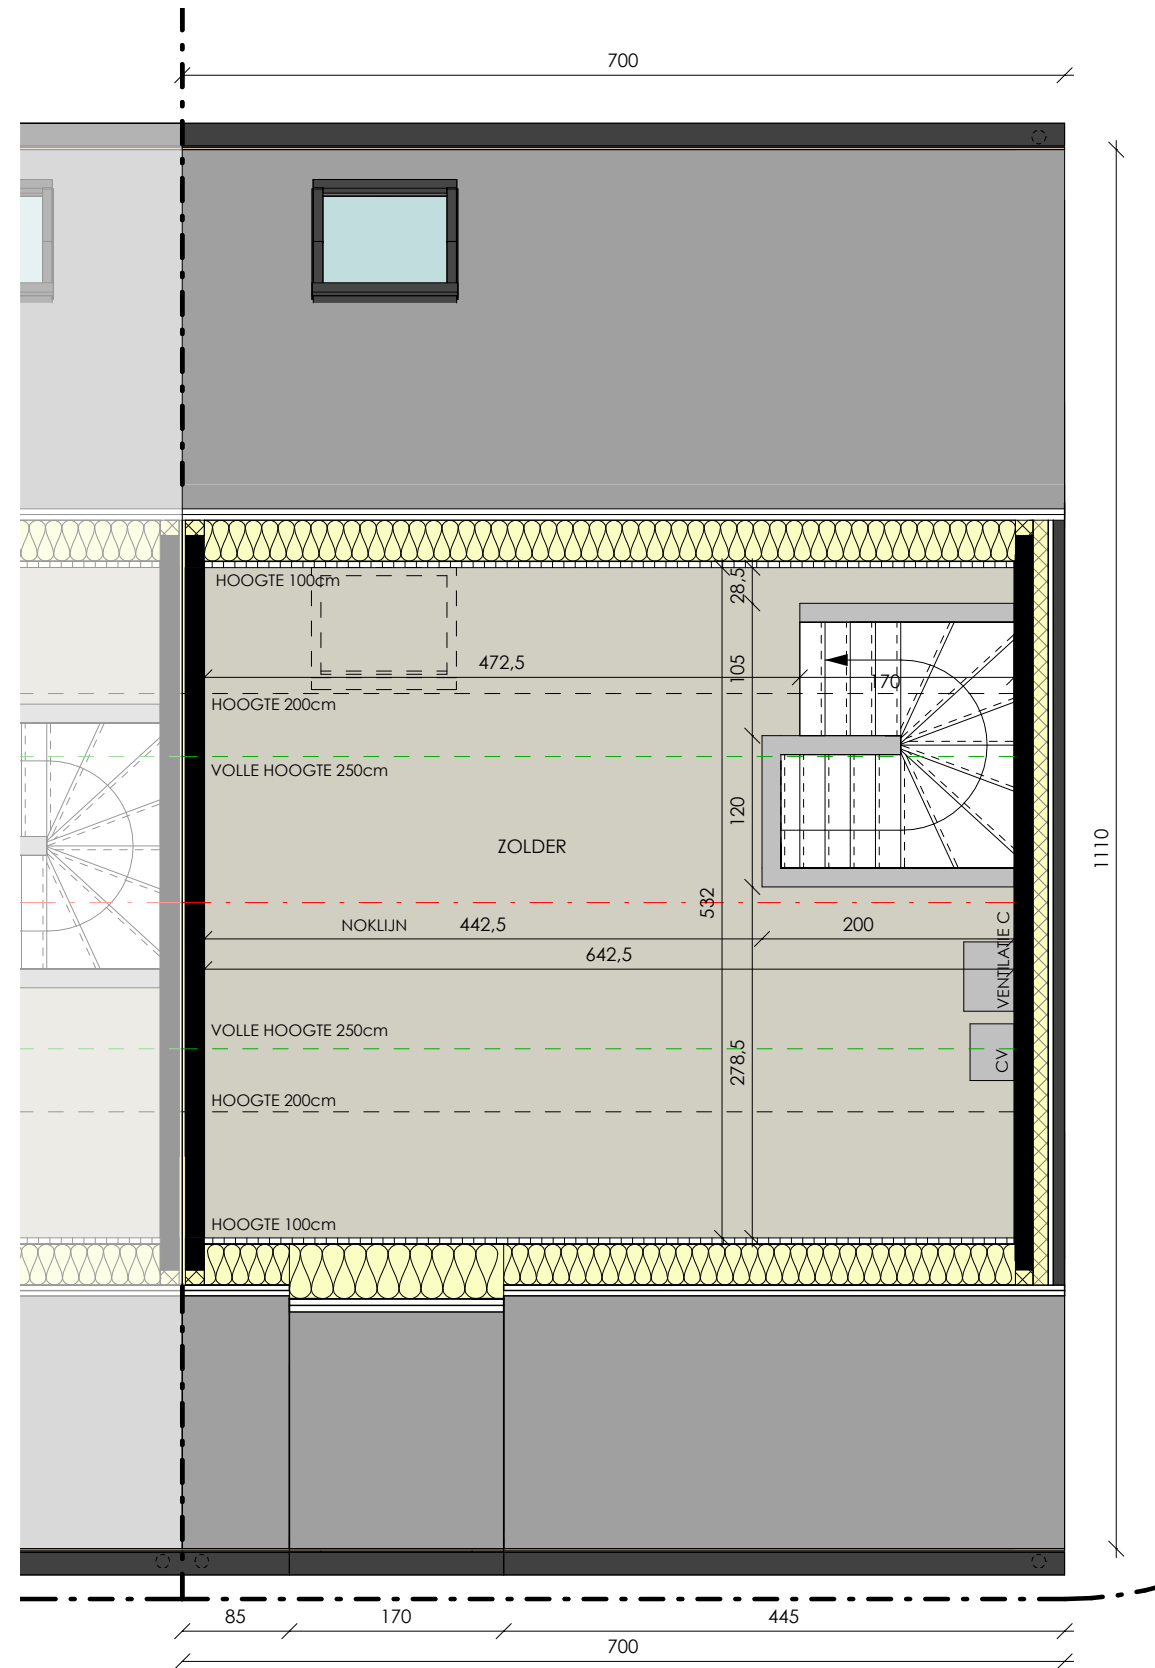 700
HOOGTE 100cm
28,5
472,5
105
170
HOOGTE 200cm
VOLLE HOOGTE 250cm
120
ZOLDER
1110
532
NOKLIJN
442,5
200
VENTILATIE C
642,5
VOLLE HOOGTE 250cm
278,5
CV
HOOGTE 200cm
HOOGTE 100cm
85
170
445
700